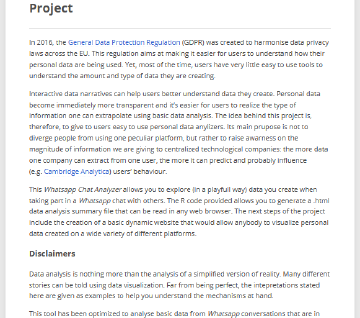 Project
In 2016, the General Data Protection Regulation (GDPR) was created to harmonise data privacy
laws across the EU. This regulation aims at making it easier for users to understand how their
personal data are being used. Yet, most of the time, users have very little easy to use tools to
understand the amount and type of data they are creating.
Interactive data narratives can help users better understand data they create. Personal data
become immediately more transparent and it's easier for users to realize the type of
information one can extrapolate using basic data analysis. The idea behind this project is,
therefore, to give to users easy to use personal data anylizers. Its main prupose is not to
diverge people from using one peculiar platform, but rather to raise awarness on the
magnitude of information we are giving to centralized technological companies: the more data
one company can extract from one user, the more it can predict and probably influence
(e.g. Cambridge Analytica) users' behaviour.
This Whatsapp Chat Analyzer allows you to explore (in a playfull way) data you create when
taking part in a Whatsapp chat with others. The R code provided allows you to generate a .html
data analysis summary file that can be read in any web browser. The next steps of the project
include the creation of a basic dynamic website that would allow anybody to visualize personal
data created on a wide variety of different platforms.
Disclaimers
Data analysis is nothing more than the analysis of a simplified version of reality. Many different
stories can be told using data visualization. Far from being perfect, the intepretations stated
here are given as examples to help you understand the mechanisms at hand.
This tool has been optimized to analyse basic data from Whatsapp conversations that are in